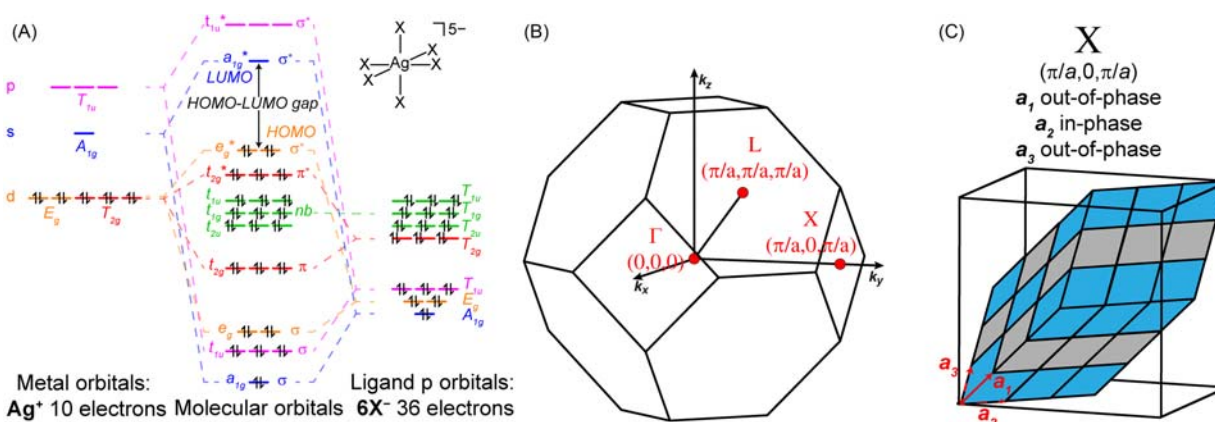 (A)
t1u* σ*
a1g* σ*
LUMO
HOMO-LUMO gap
HOMO
eg* σ*
t2g* π*
t1u
t1g nb
t2u
t2g π
eg σ
t1u σ
a1g σ
p
T1u
s
A1g
d
Eg T2g
T1u
T1g
T2u
T2g
T1u
Eg
A1g
X ]5–
X X
Ag
X X
X
Metal orbitals:
Ag+ 10 electrons
Molecular orbitals
Ligand p orbitals:
6X– 36 electrons
(B)
kz
L
(π/a,π/a,π/a)
X
(π/a,0,π/a)
Γ
(0,0,0)
kx
ky
(C)
X
(π/a,0,π/a)
a1 out-of-phase
a2 in-phase
a3 out-of-phase
a3
a1